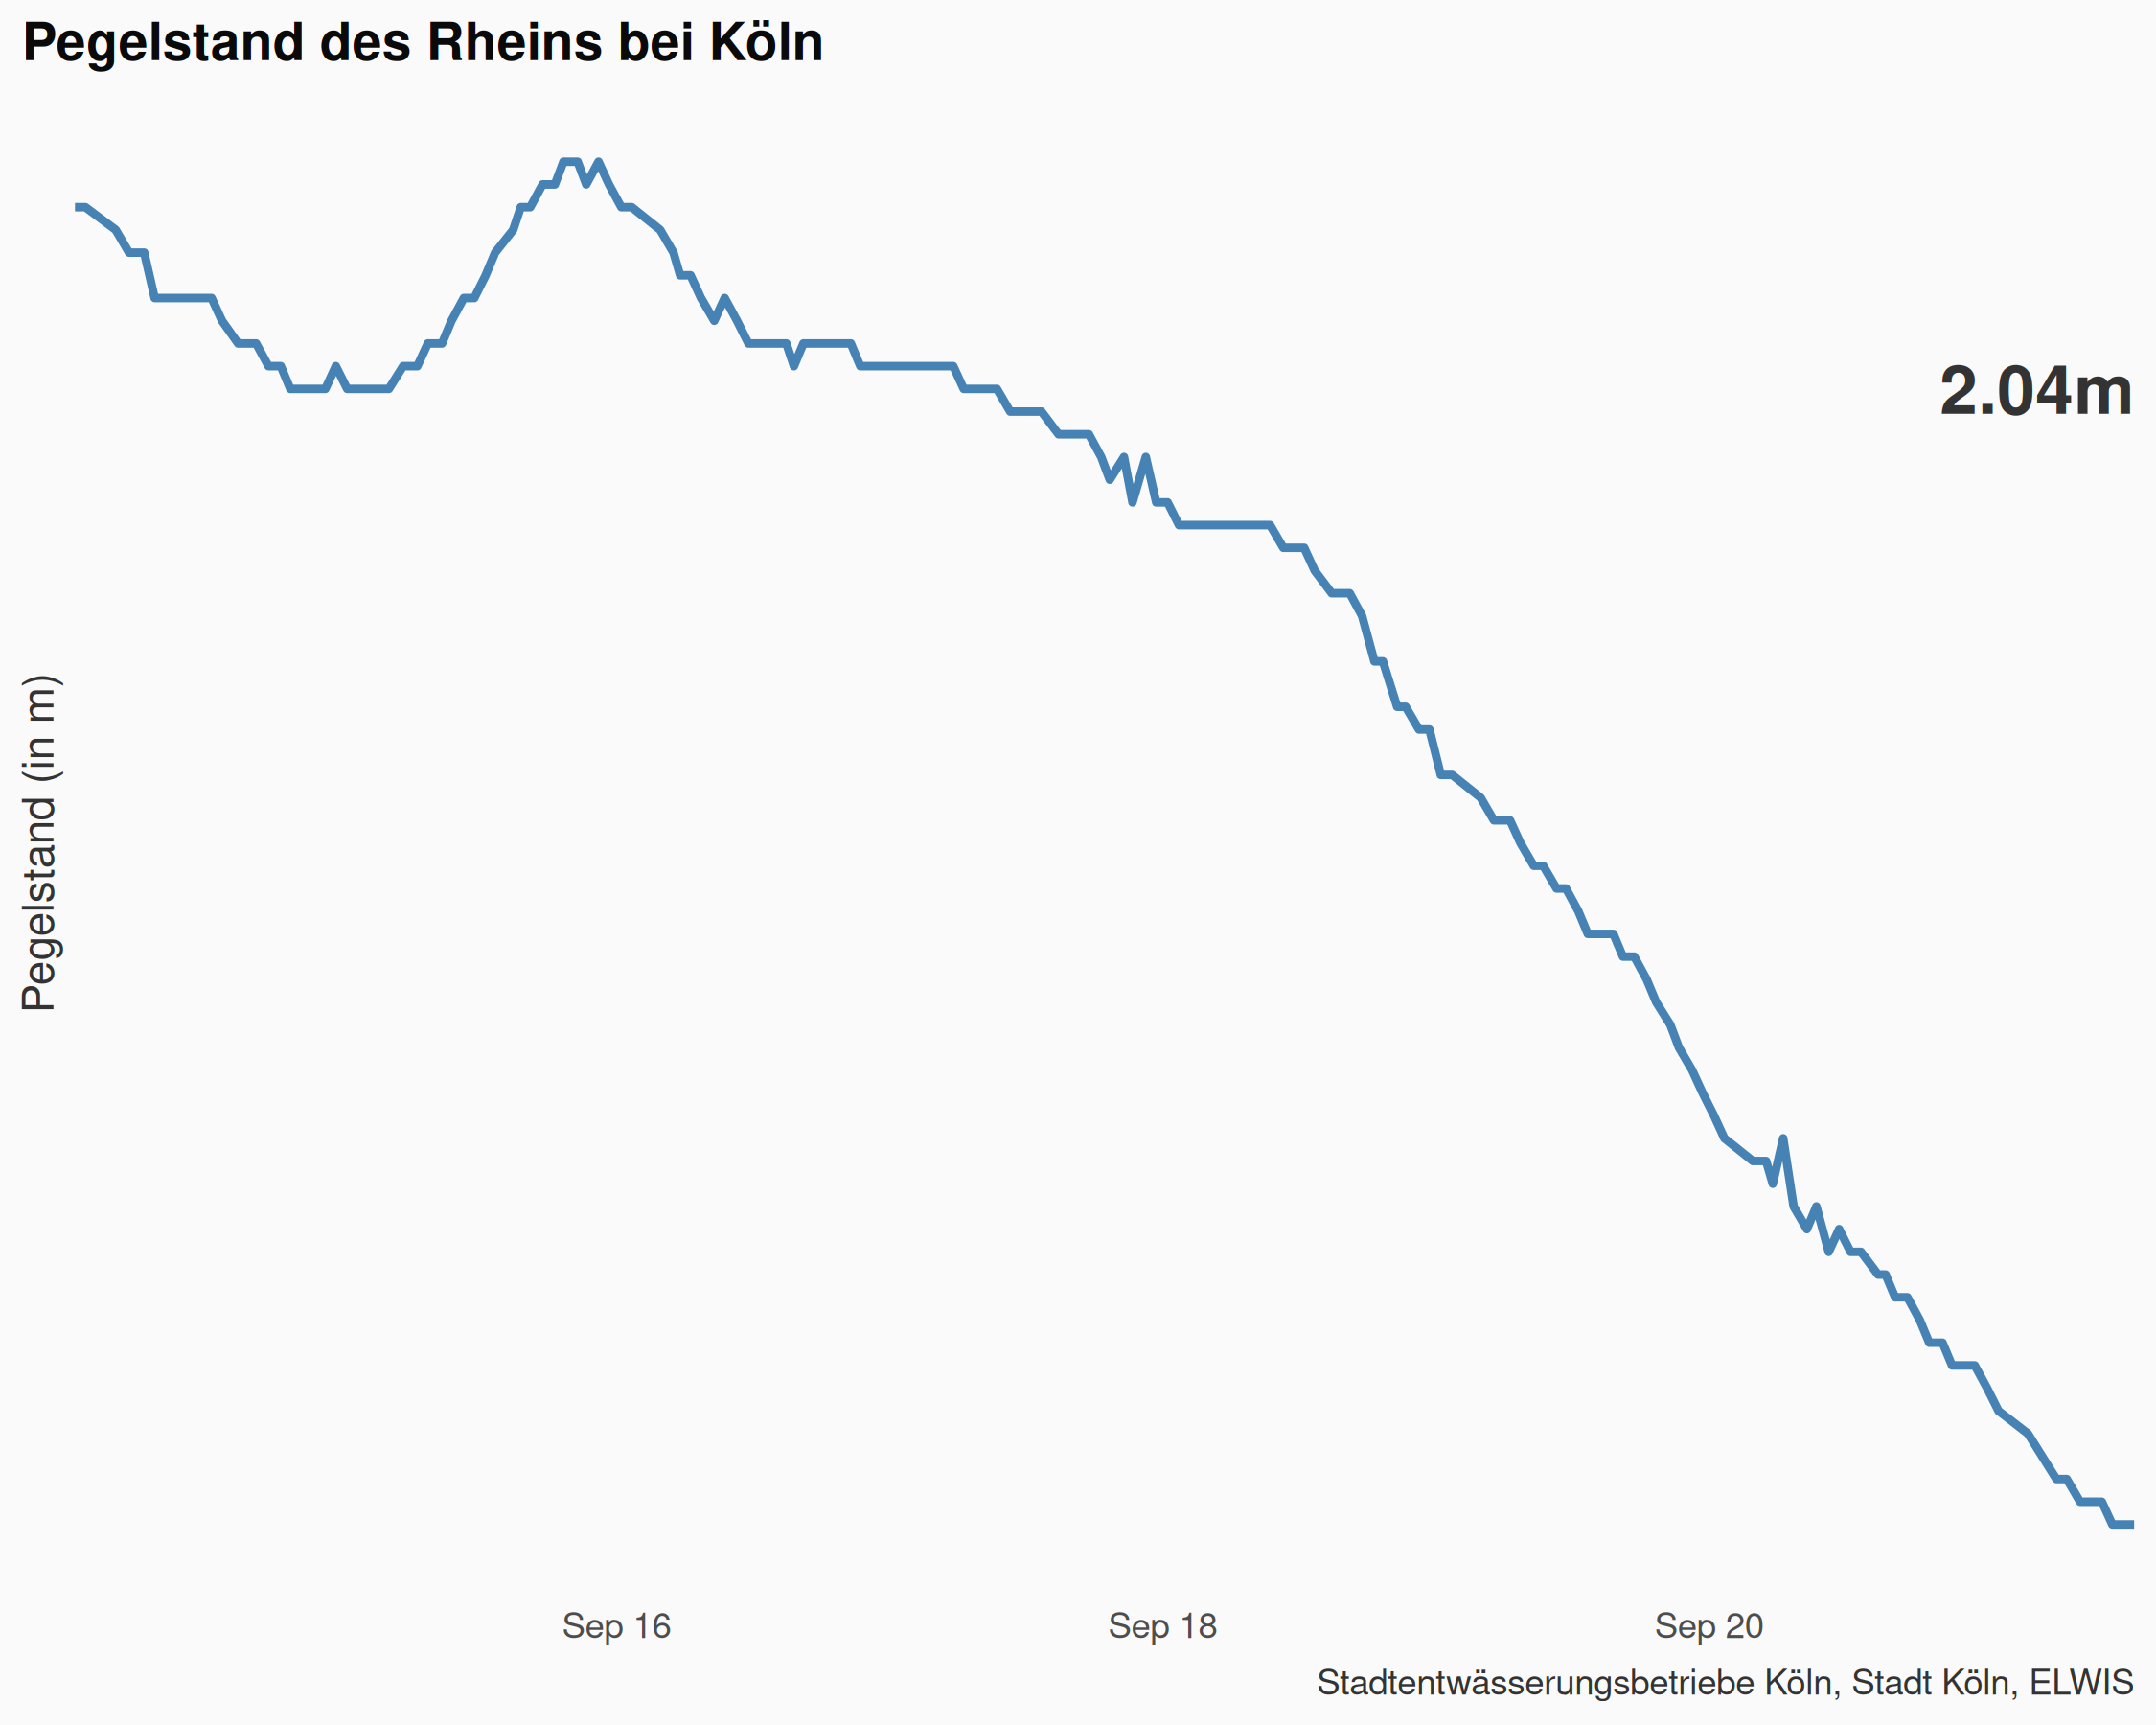 Pegelstand des Rheins bei Köln
2.04m
Pegelstand (in m)
Sep 16
Sep 18
Sep 20
Stadtentwässerungsbetriebe Köln, Stadt Köln, ELWIS